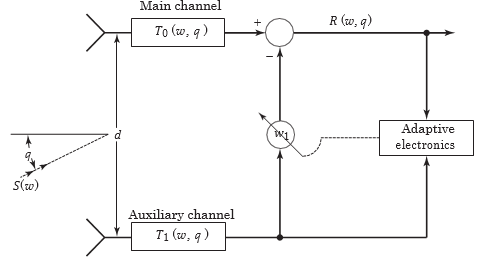 Main channel
T₀ (w, q)
+
R (w, q)
−
d
q
S(w)
w₁
Adaptive
electronics
Auxiliary channel
T₁ (w, q)